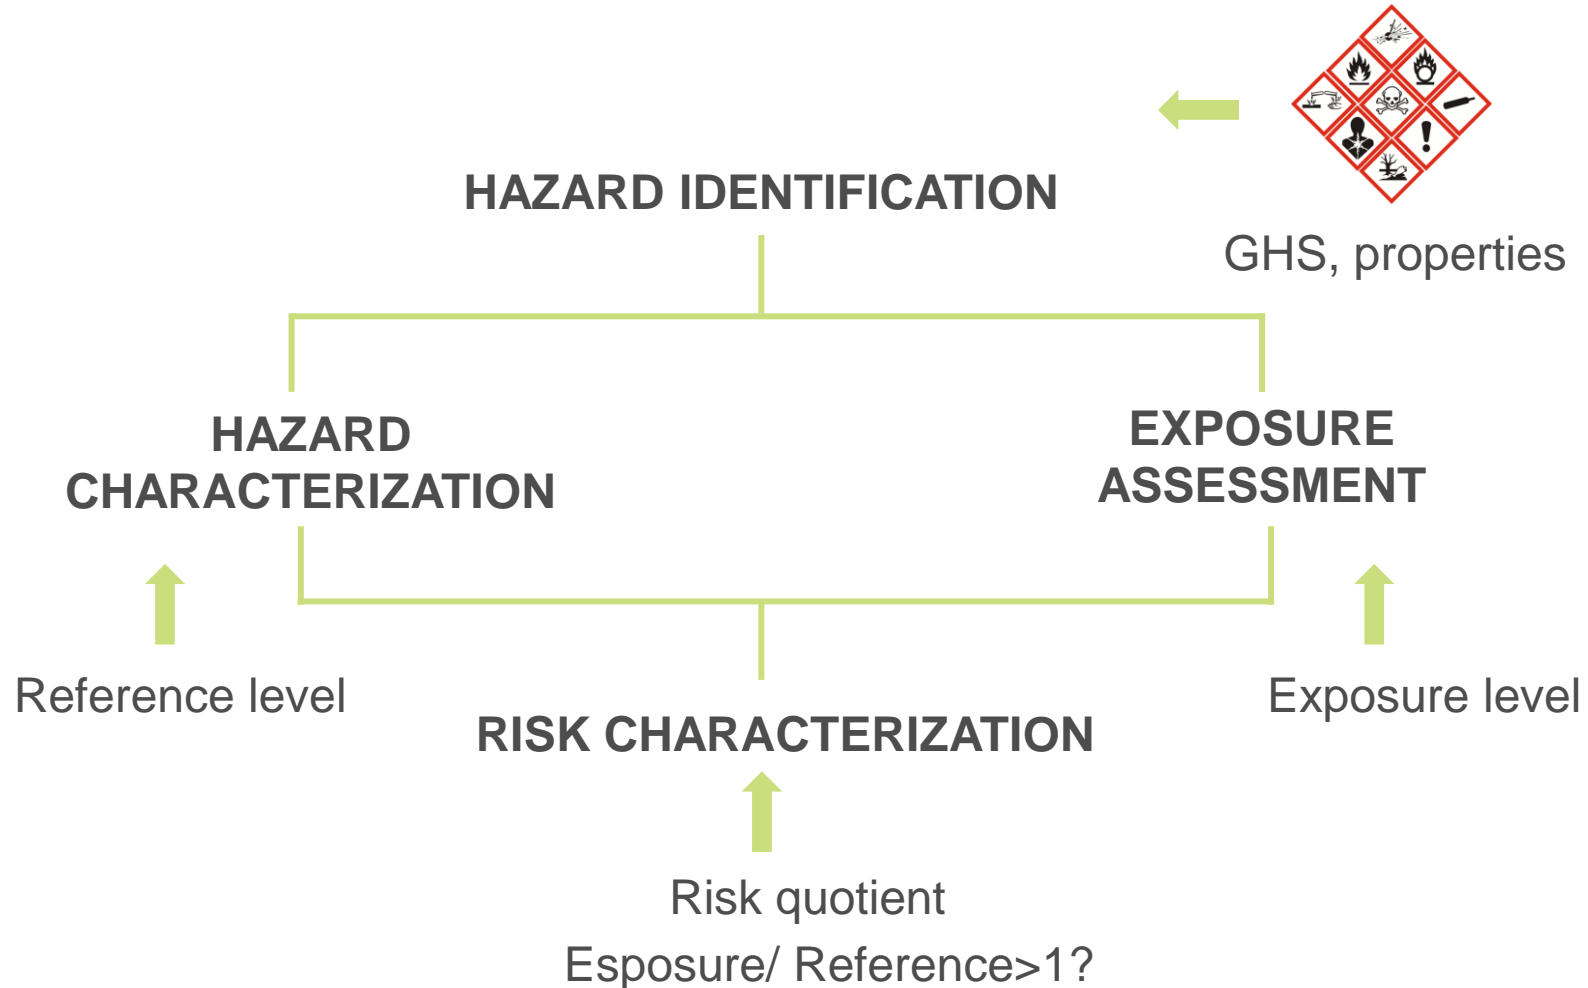 HAZARD IDENTIFICATION
GHS, properties
HAZARD
CHARACTERIZATION
EXPOSURE
ASSESSMENT
Reference level
Exposure level
RISK CHARACTERIZATION
Risk quotient
Esposure/ Reference>1?